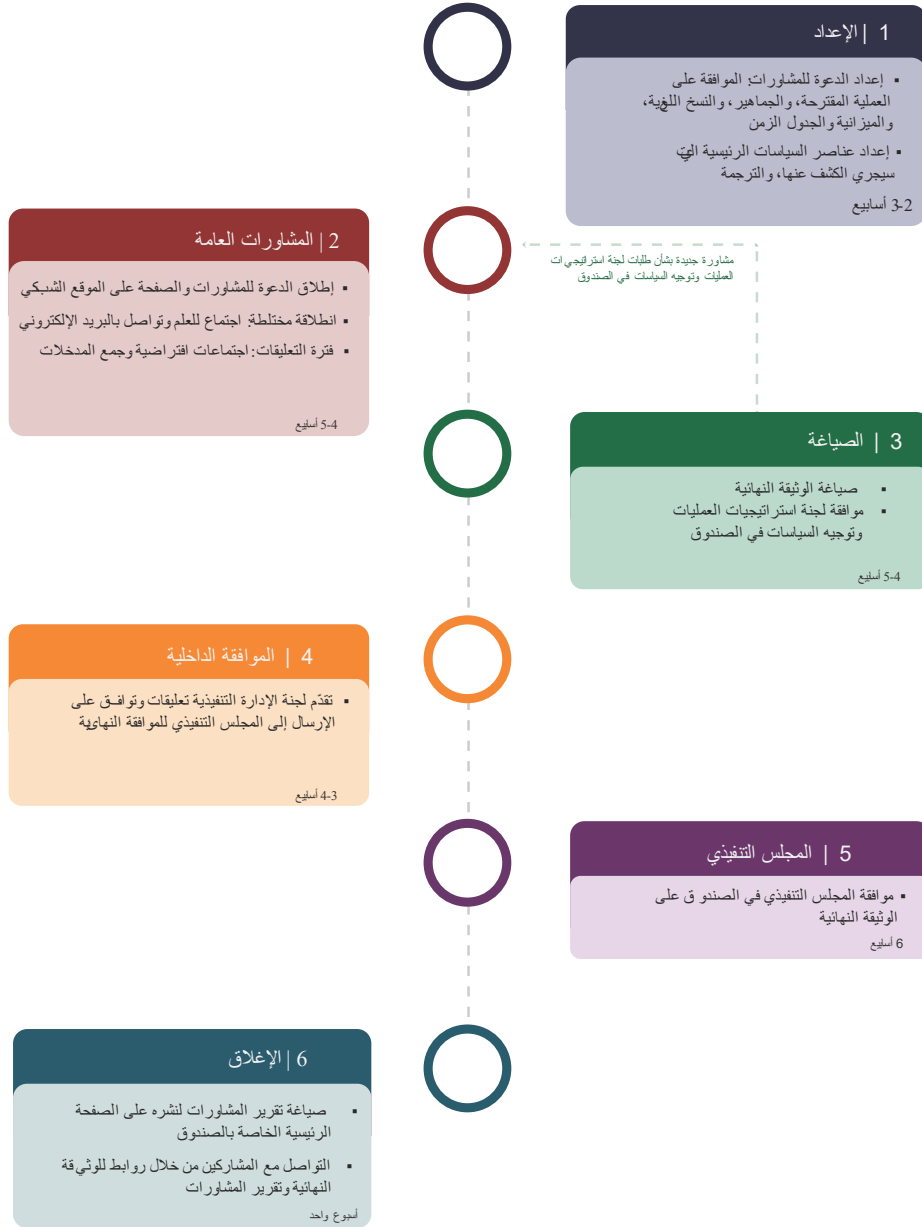 1 | الإعداد
▪ إعداد الدعوة للمشاورات: الموافقة على
العملية المقترحة، والجماهير، والنسخ اللغوية،
والميزانية والجدول الزمن
▪ إعداد عناصر السياسات الرئيسية التي
سيجري الكشف عنها، والترجمة
3-2 أسابيع
2 | المشاورات العامة
▪ إطلاق الدعوة للمشاورات والصفحة على الموقع الشبكي
▪ انطلاقة مختلطة: اجتماع للعلم وتواصل بالبريد الإلكتروني
▪ فترة التعليقات: اجتماعات افتراضية وجمع المدخلات
5-4 أسابيع
مشاورة جديدة بشأن طلبات لجنة استراتيجيات
العمليات وتوجيه السياسات في الصندوق
3 | الصياغة
▪ صياغة الوثيقة النهائية
▪ موافقة لجنة استراتيجيات العمليات
وتوجيه السياسات في الصندوق
5-4 أسابيع
4 | الموافقة الداخلية
▪ تقدّم لجنة الإدارة التنفيذية تعليقات وتوافق على
الإرسال إلى المجلس التنفيذي للموافقة النهائية
4-3 أسابيع
5 | المجلس التنفيذي
▪ موافقة المجلس التنفيذي في الصندوق على
الوثيقة النهائية
6 أسابيع
6 | الإغلاق
▪ صياغة تقرير المشاورات لنشره على الصفحة
الرئيسية الخاصة بالصندوق
▪ التواصل مع المشاركين من خلال روابط للوثيقة
النهائية وتقرير المشاورات
أسبوع واحد